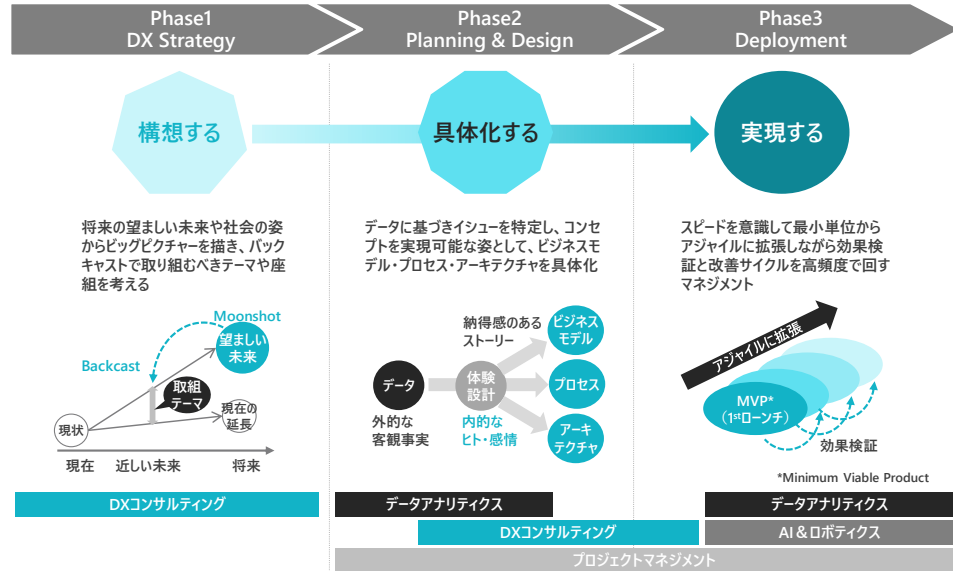 Phase1
DX Strategy
Phase2
Planning & Design
Phase3
Deployment
構想する
具体化する
実現する
将来の望ましい未来や社会の姿
からビッグピクチャーを描き、バック
キャストで取り組むべきテーマや座
組を考える
データに基づきイシューを特定し、コンセ
プトを実現可能な姿として、ビジネスモ
デル・プロセス・アーキテクチャを具体化
スピードを意識して最小単位から
アジャイルに拡張しながら効果検
証と改善サイクルを高頻度で回す
マネジメント
Moonshot
望ましい
未来
Backcast
取組
テーマ
現在の
延長
現状
現在
近しい未来
将来
納得感のある
ストーリー
ビジネス
モデル
データ
体験
設計
プロセス
外的な
客観事実
内的な
ヒト・感情
アーキ
テクチャ
アジャイルに拡張
MVP*
（1stローンチ）
効果検証
*Minimum Viable Product
DXコンサルティング
データアナリティクス
データアナリティクス
DXコンサルティング
AI＆ロボティクス
プロジェクトマネジメント